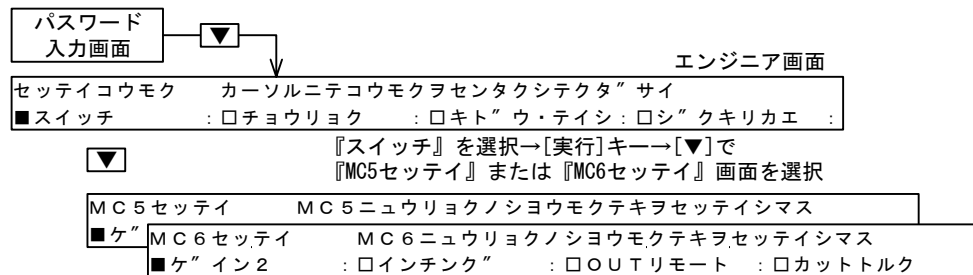 パスワード
入力画面
▼
エンジニア画面
セッテイコウモク カーソルニテコウモクヲセンタクシテクタ゛サイ
■スイッチ :□チョウリョク :□キト゛ウ・テイシ:□シ゛クキリカエ :
▼
『スイッチ』を選択→[実行]キー→[▼]で
『MC5セッテイ』または『MC6セッテイ』画面を選択
MC5セッテイ MC5ニュウリョクノシヨウモクテキヲセッテイシマス
■ケ゛
MC6セッテイ MC6ニュウリョクノシヨウモクテキヲセッテイシマス
■ケ゛イン2 :□インチンク゛ :□OUTリモート :□カットトルク